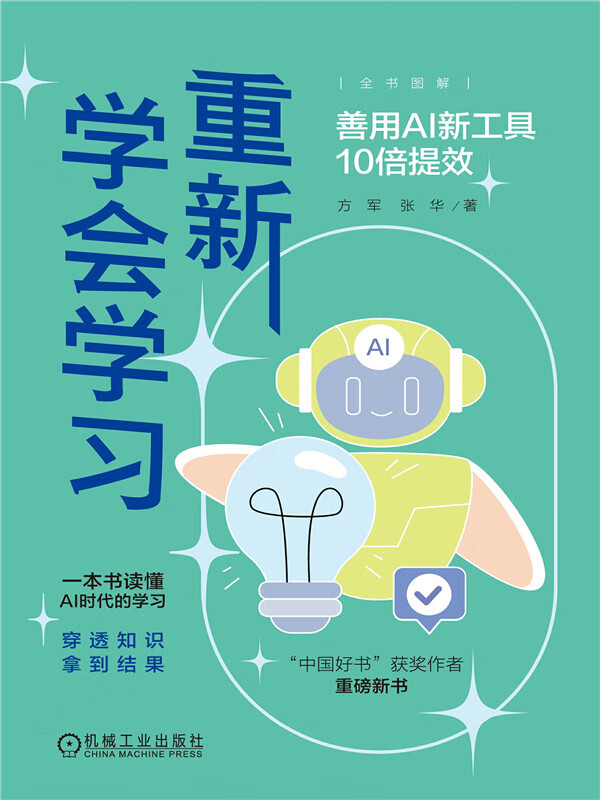 重新
学会学习
全书图解
善用AI新工具
10倍提效
方军 张华/著
AI
一本书读懂
AI时代的学习
穿透知识
拿到结果
“中国好书”获奖作者
重磅新书
机械工业出版社
CHINA MACHINE PRESS